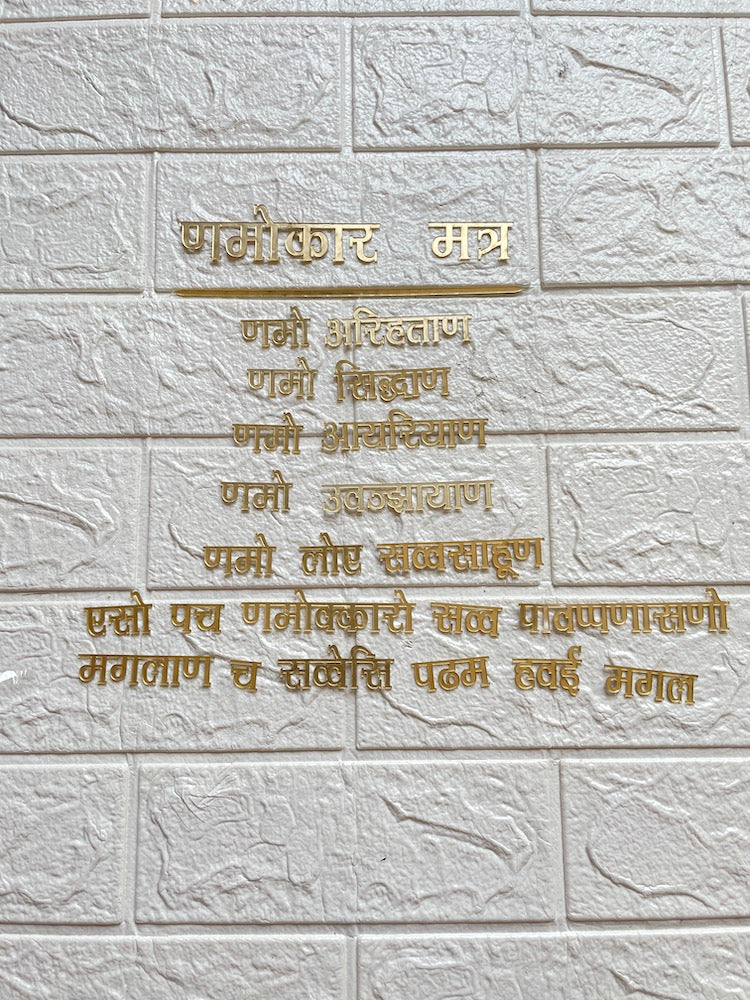 णमोकार मत्र
णमो अरिहताण
णमो सिद्धाण
णमो आयरियाण
णमो उवज्झायाण
णमो लोए सव्वसाहूण
एसो पच णमोक्कारो सव्व पावप्पणासणो
मगलाण च सव्वेसि पढम हवई मगल